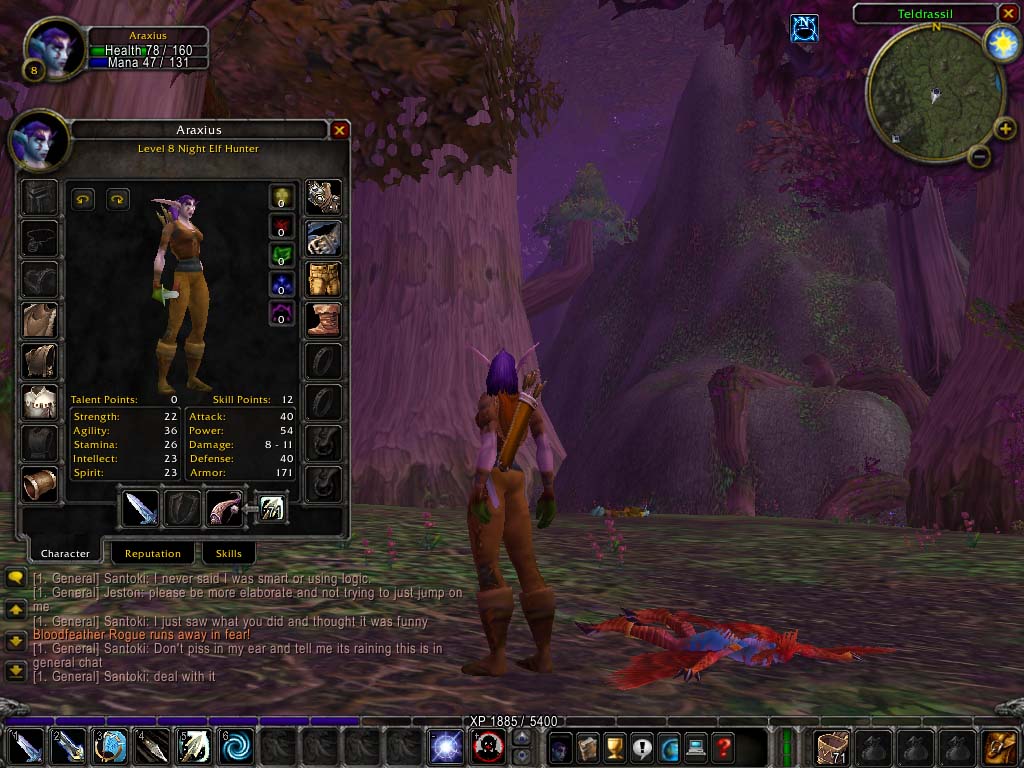 Araxius
Health 78 / 160
Mana 47 / 131
8
Teldrassil
N
N
Araxius
Level 8 Night Elf Hunter
0
0
0
0
0
Talent Points: 0 Skill Points: 12
Strength: 22 Attack: 40
Agility: 36 Power: 54
Stamina: 26 Damage: 8 - 11
Intellect: 23 Defense: 40
Spirit: 23 Armor: 171
Character Reputation Skills
[1. General] Santoki: I never said I was smart or using logic.
[1. General] Jeston: please be more elaborate and not trying to just jump on
me
[1. General] Santoki: I just saw what you did and thought it was funny
Bloodfeather Rogue runs away in fear!
[1. General] Santoki: Don't piss in my ear and tell me its raining this is in
general chat
[1. General] Santoki: deal with it
XP 1885 / 5400
1 2 3 4 5 6 71